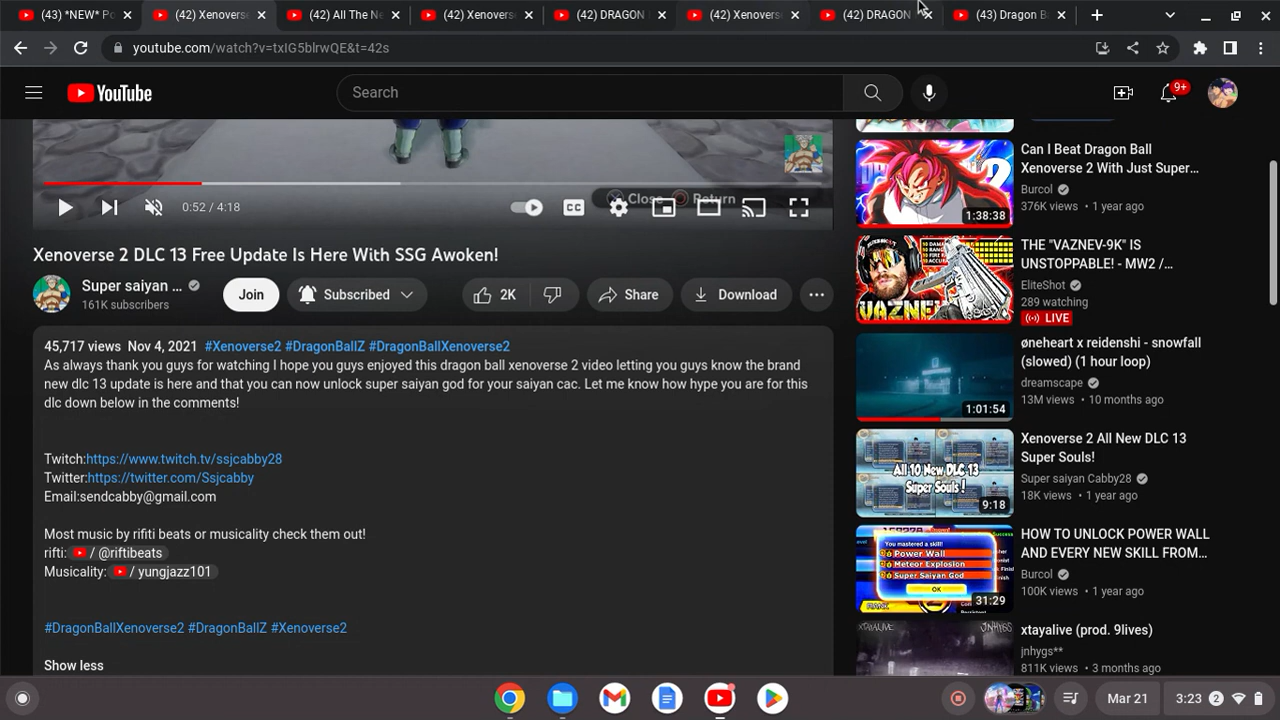 (43) *NEW* Po
(42) Xenoverse
(42) All The Ne
(42) Xenoverse
(42) DRAGON
(42) Xenoverse
(42) DRAGON
(43) Dragon B
youtube.com/watch?v=txIG5blrwQE&t=42s
YouTube
Search
9+
Close Return
0:52 / 4:18
CC
Xenoverse 2 DLC 13 Free Update Is Here With SSG Awoken!
Super saiyan ...
161K subscribers
Join
Subscribed
2K
Share
Download
45,717 views Nov 4, 2021 #Xenoverse2 #DragonBallZ #DragonBallXenoverse2
As always thank you guys for watching I hope you guys enjoyed this dragon ball xenoverse 2 video letting you guys know the brand
new dlc 13 update is here and that you can now unlock super saiyan god for your saiyan cac. Let me know how hype you are for this
dlc down below in the comments!
Twitch:https://www.twitch.tv/ssjcabby28
Twitter:https://twitter.com/Ssjcabby
Email:sendcabby@gmail.com
Most music by rifiti beats or musicality check them out!
rifti: / @riftibeats
Musicality: / yungjazz101
#DragonBallXenoverse2 #DragonBallZ #Xenoverse2
Show less
Can I Beat Dragon Ball
Xenoverse 2 With Just Super...
Burcol
376K views • 1 year ago
1:38:38
THE "VAZNEV-9K" IS
UNSTOPPABLE! - MW2 /...
EliteShot
289 watching
LIVE
VAZNE
øneheart x reidenshi - snowfall
(slowed) (1 hour loop)
dreamscape
13M views • 10 months ago
1:01:54
Xenoverse 2 All New DLC 13
Super Souls!
Super saiyan Cabby28
18K views • 1 year ago
All 10 New DLC 13
Super Souls!
9:18
HOW TO UNLOCK POWER WALL
AND EVERY NEW SKILL FROM...
Burcol
100K views • 1 year ago
You mastered a skill!
Power Wall
Meteor Explosion
Super Saiyan God
OK
31:29
xtayalive (prod. 9lives)
jnhygs**
811K views • 3 months ago
XTAYALIVE
JNHYGS
Mar 21
3:23
2